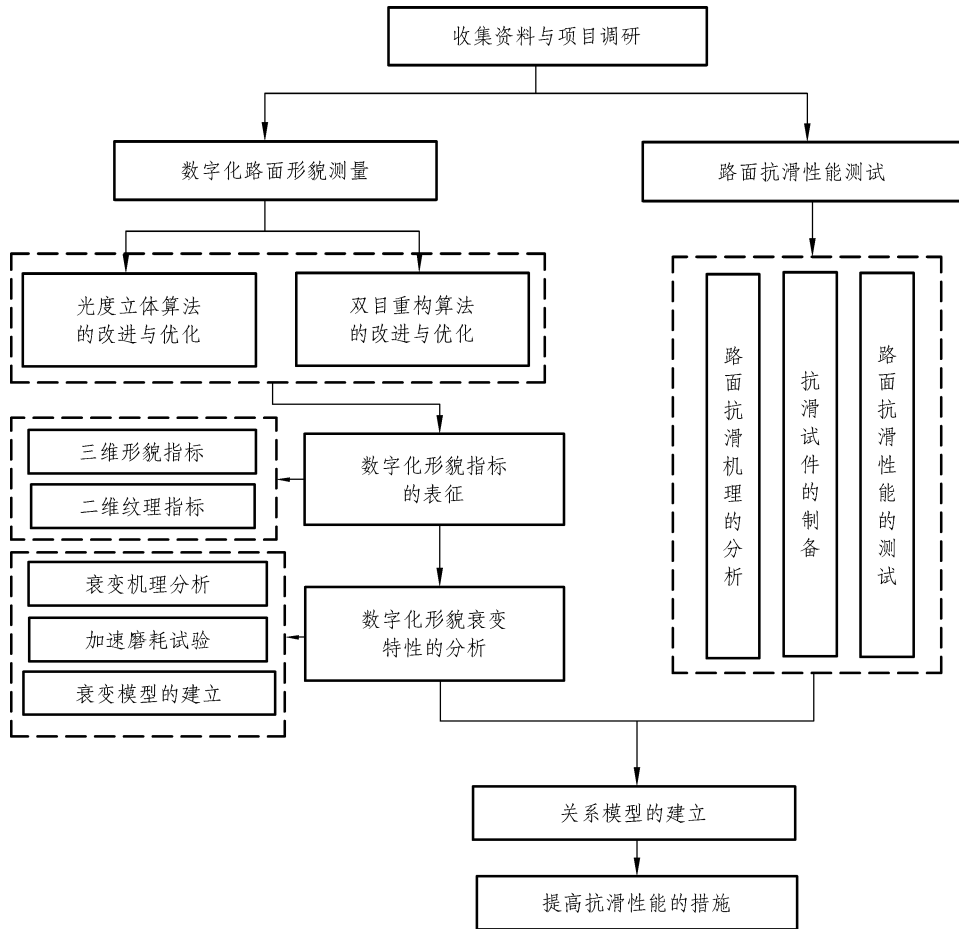 收集资料与项目调研
数字化路面形貌测量
路面抗滑性能测试
光度立体算法
的改进与优化
双目重构算法
的改进与优化
三维形貌指标
二维纹理指标
数字化形貌指标
的表征
衰变机理分析
加速磨耗试验
衰变模型的建立
数字化形貌衰变
特性的分析
路面抗滑机理的分析
抗滑试件的制备
路面抗滑性能的测试
关系模型的建立
提高抗滑性能的措施